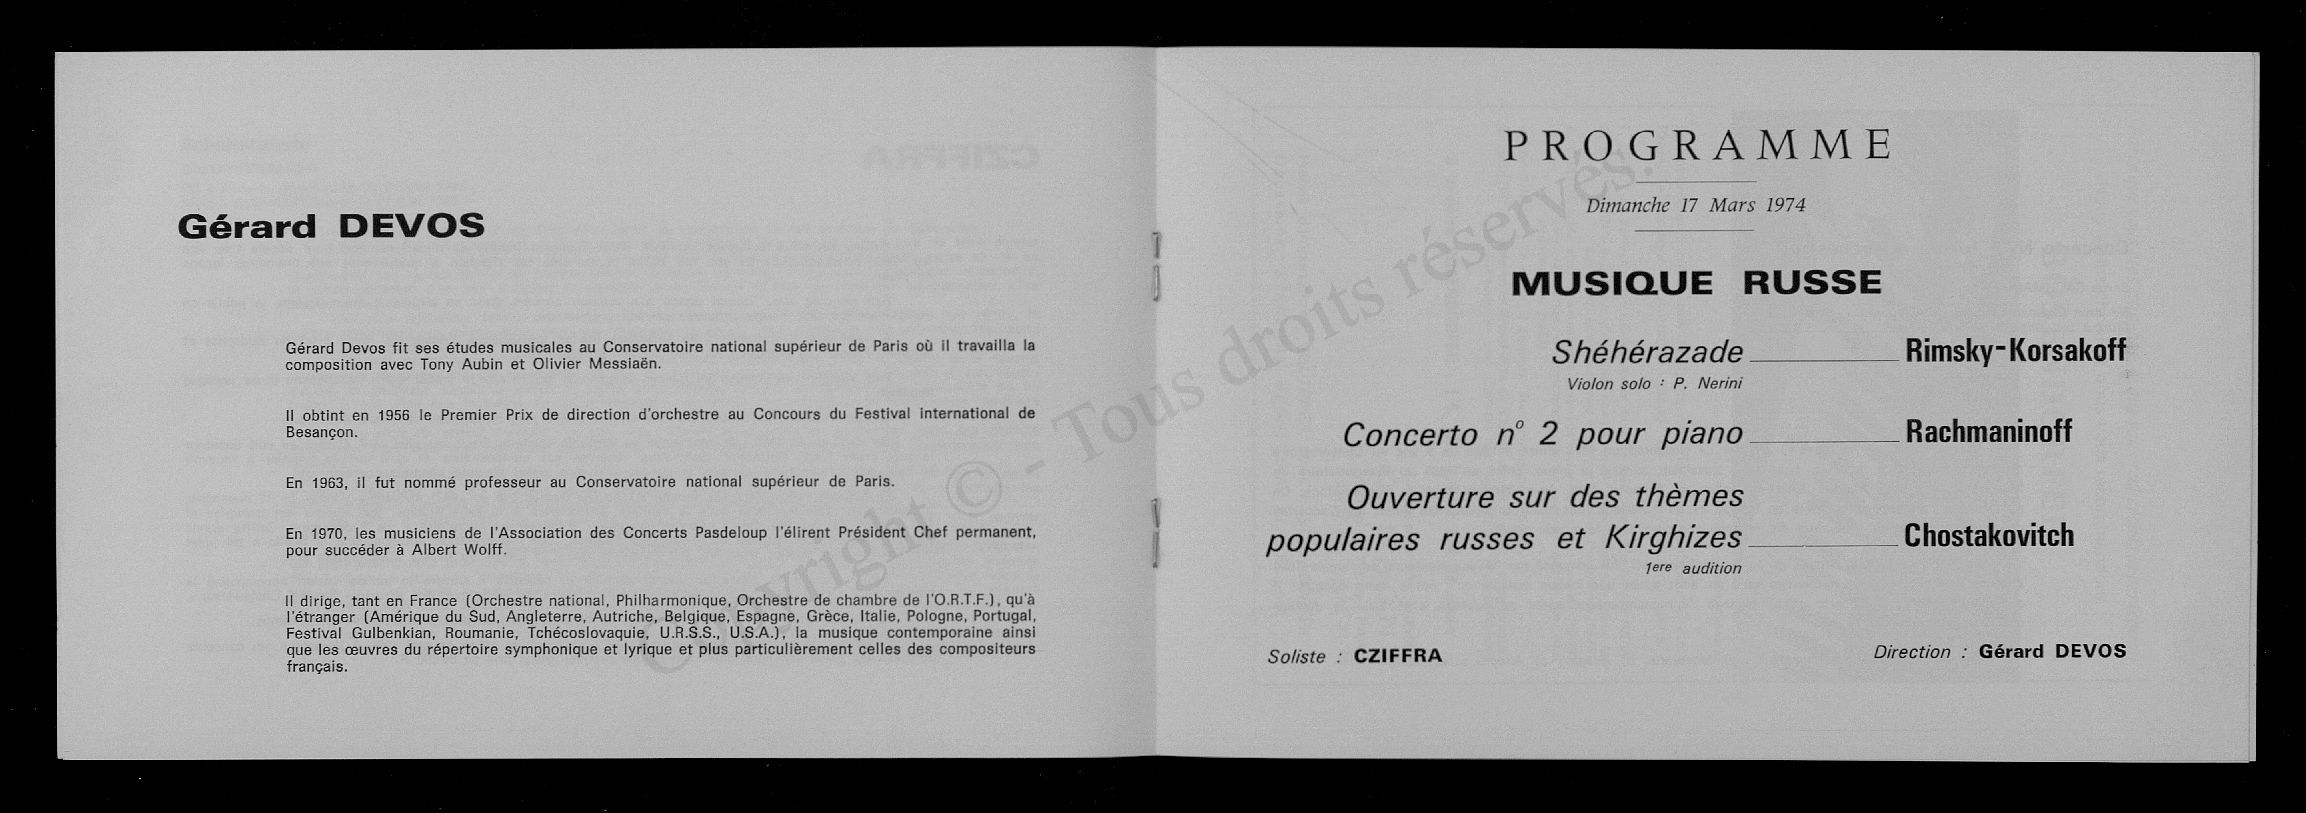 Gérard DEVOS
Gérard Devos fit ses études musicales au Conservatoire national supérieur de Paris où il travailla la
composition avec Tony Aubin et Olivier Messiaën.
Il obtint en 1956 le Premier Prix de direction d'orchestre au Concours du Festival international de
Besançon.
En 1963, il fut nommé professeur au Conservatoire national supérieur de Paris.
En 1970, les musiciens de l'Association des Concerts Pasdeloup l'élirent Président Chef permanent,
pour succéder à Albert Wolff.
Il dirige, tant en France (Orchestre national, Philharmonique, Orchestre de chambre de l'O.R.T.F.), qu'à
l'étranger (Amérique du Sud, Angleterre, Autriche, Belgique, Espagne, Grèce, Italie, Pologne, Portugal,
Festival Gulbenkian, Roumanie, Tchécoslovaquie, U.R.S.S., U.S.A.), la musique contemporaine ainsi
que les œuvres du répertoire symphonique et lyrique et plus particulièrement celles des compositeurs
français.
PROGRAMME
Dimanche 17 Mars 1974
MUSIQUE RUSSE
Shéhérazade Rimsky-Korsakoff
Violon solo : P. Nerini
Concerto n° 2 pour piano Rachmaninoff
Ouverture sur des thèmes
populaires russes et Kirghizes Chostakovitch
1ere audition
Soliste : CZIFFRA Direction : Gérard DEVOS
Copyright © - Tous droits réservés.